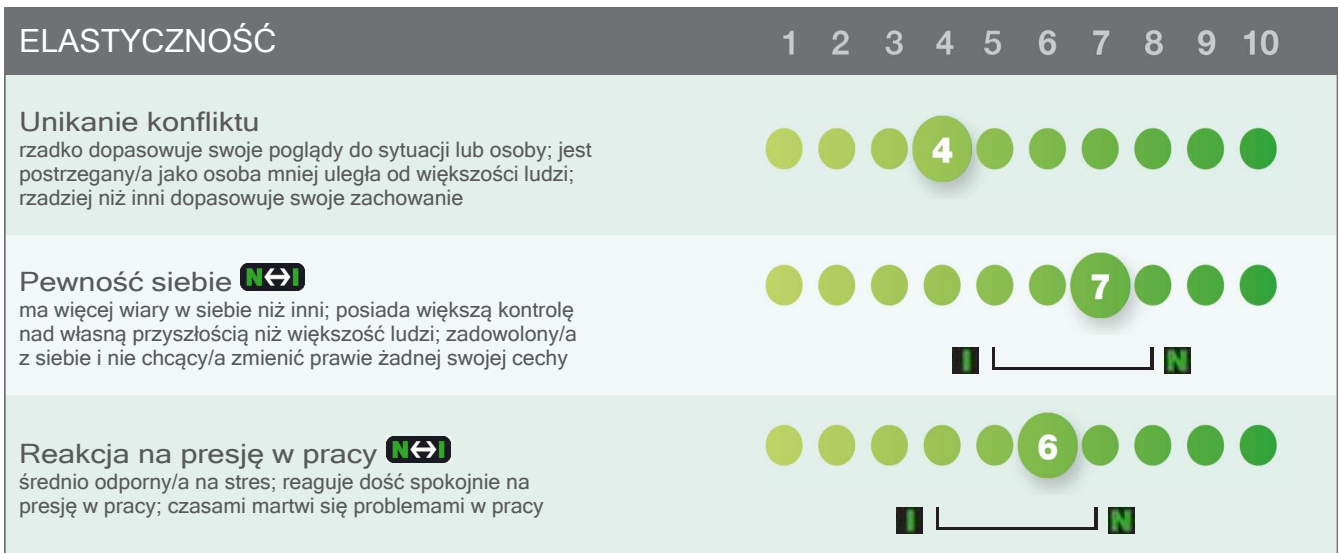 ELASTYCZNOŚĆ 1 2 3 4 5 6 7 8 9 10
Unikanie konfliktu
rzadko dopasowuje swoje poglądy do sytuacji lub osoby; jest
postrzegany/a jako osoba mniej uległa od większości ludzi;
rzadziej niż inni dopasowuje swoje zachowanie
4
Pewność siebie N↔I
ma więcej wiary w siebie niż inni; posiada większą kontrolę
nad własną przyszłością niż większość ludzi; zadowolony/a
z siebie i nie chcący/a zmienić prawie żadnej swojej cechy
7
I N
Reakcja na presję w pracy N↔I
średnio odporny/a na stres; reaguje dość spokojnie na
presję w pracy; czasami martwi się problemami w pracy
6
I N